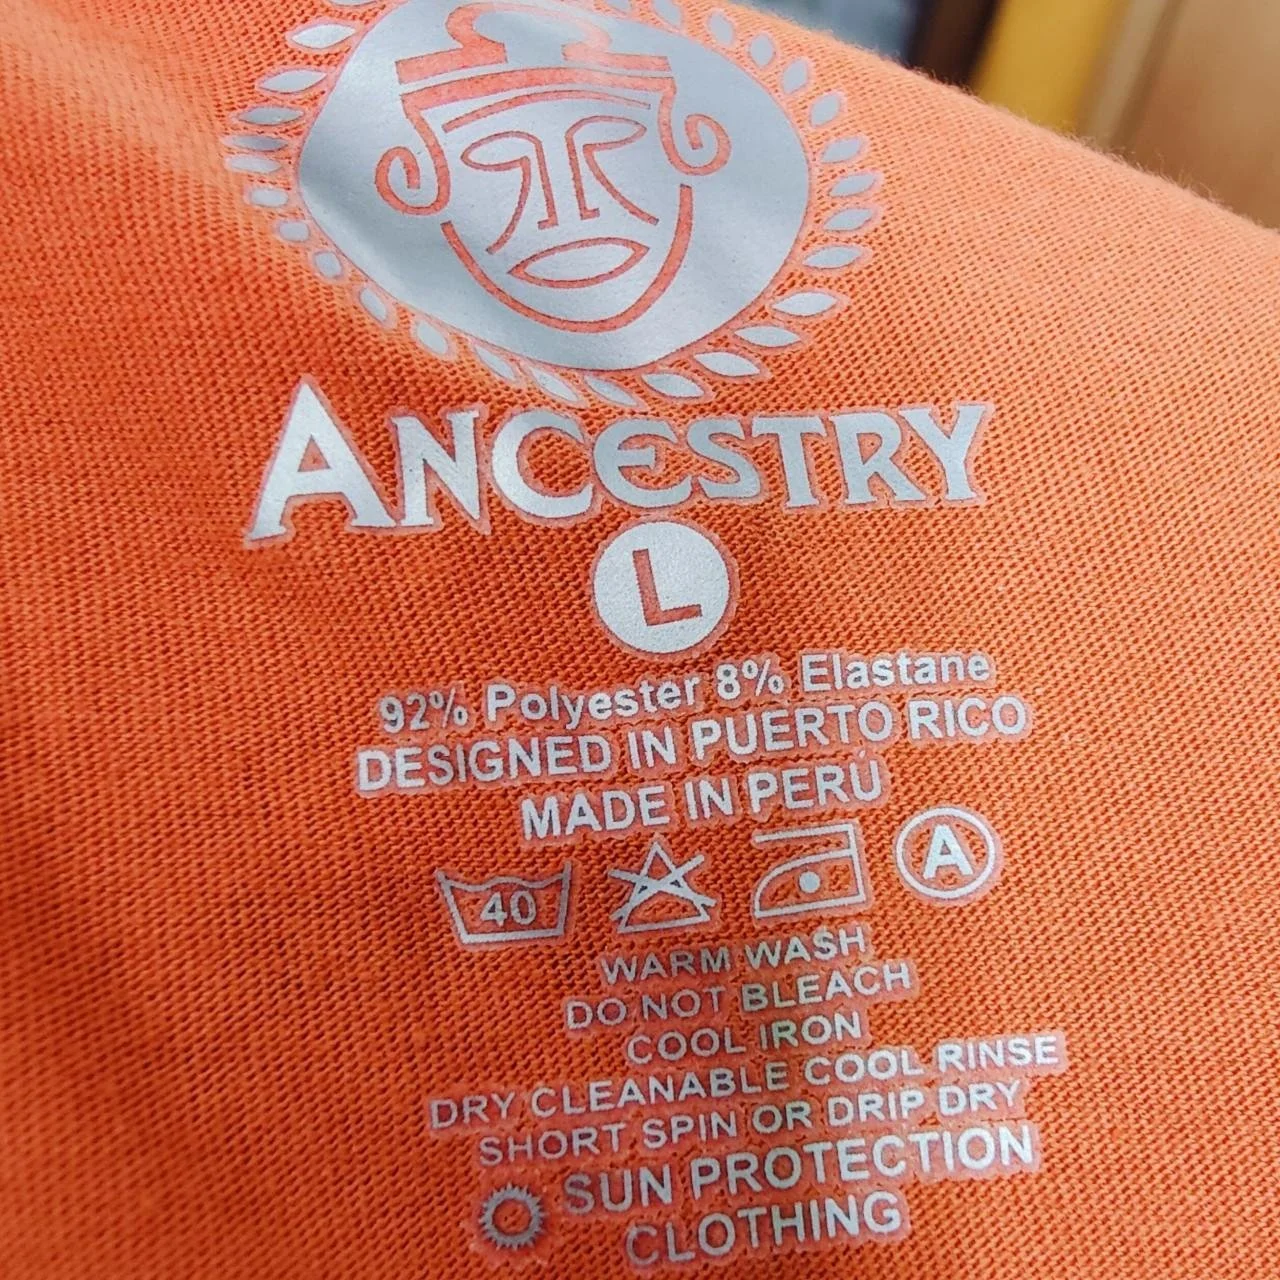 ANCESTRY
L
92% Polyester 8% Elastane
DESIGNED IN PUERTO RICO
MADE IN PERÚ
40 A
WARM WASH
DO NOT BLEACH
COOL IRON
DRY CLEANABLE COOL RINSE
SHORT SPIN OR DRIP DRY
SUN PROTECTION
CLOTHING